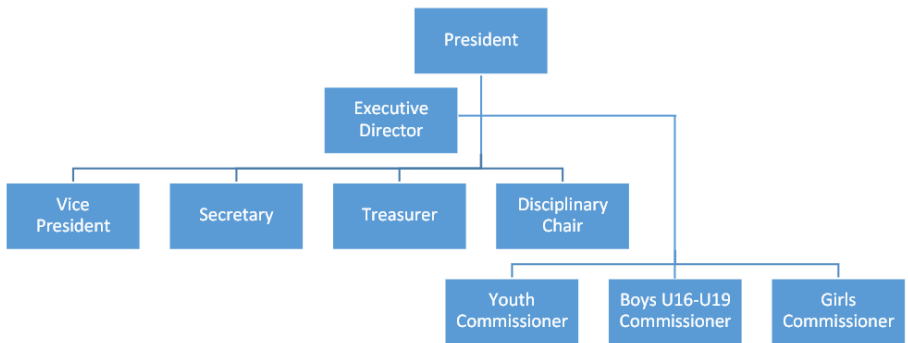 President
Executive
Director
Vice
President
Secretary
Treasurer
Disciplinary
Chair
Youth
Commissioner
Boys U16-U19
Commissioner
Girls
Commissioner